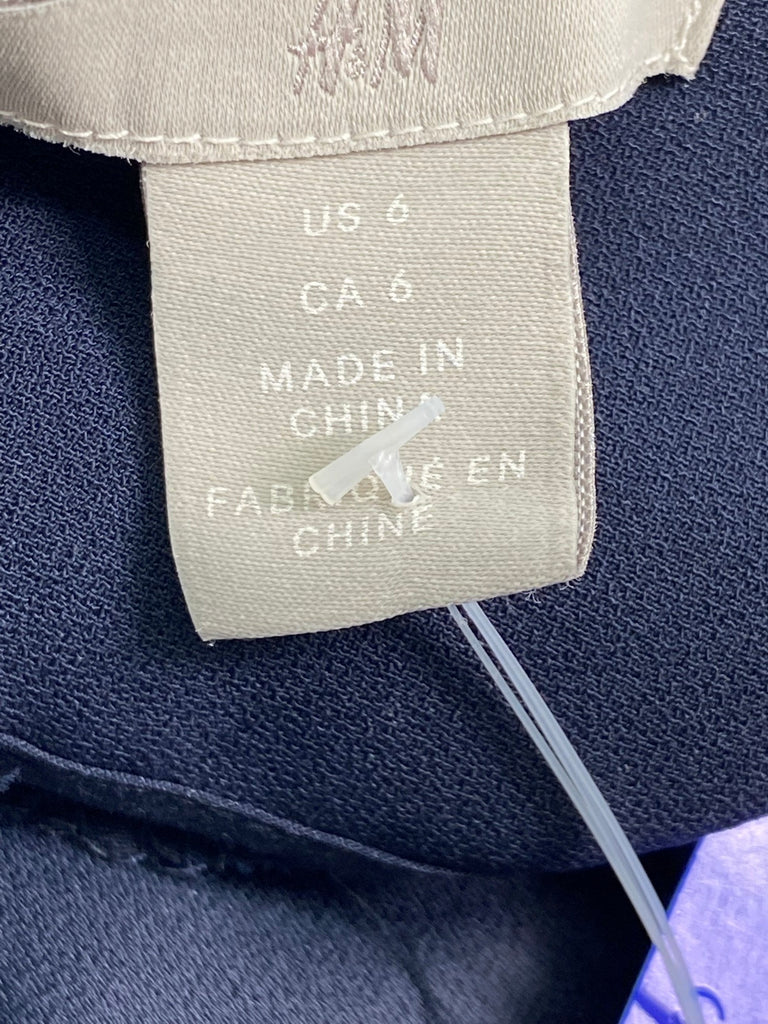 H&M
US 6
CA 6
MADE IN
CHINA
FABRIQUÉ EN
CHINE